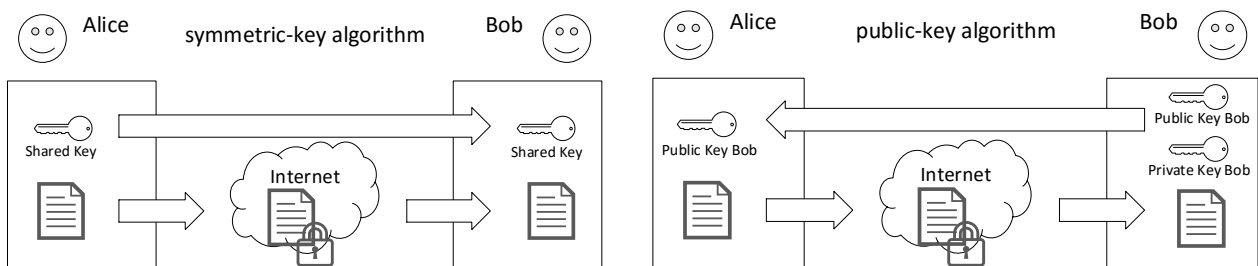 Alice
symmetric-key algorithm
Bob
Shared Key
Shared Key
Internet
Alice
public-key algorithm
Bob
Public Key Bob
Public Key Bob
Private Key Bob
Internet